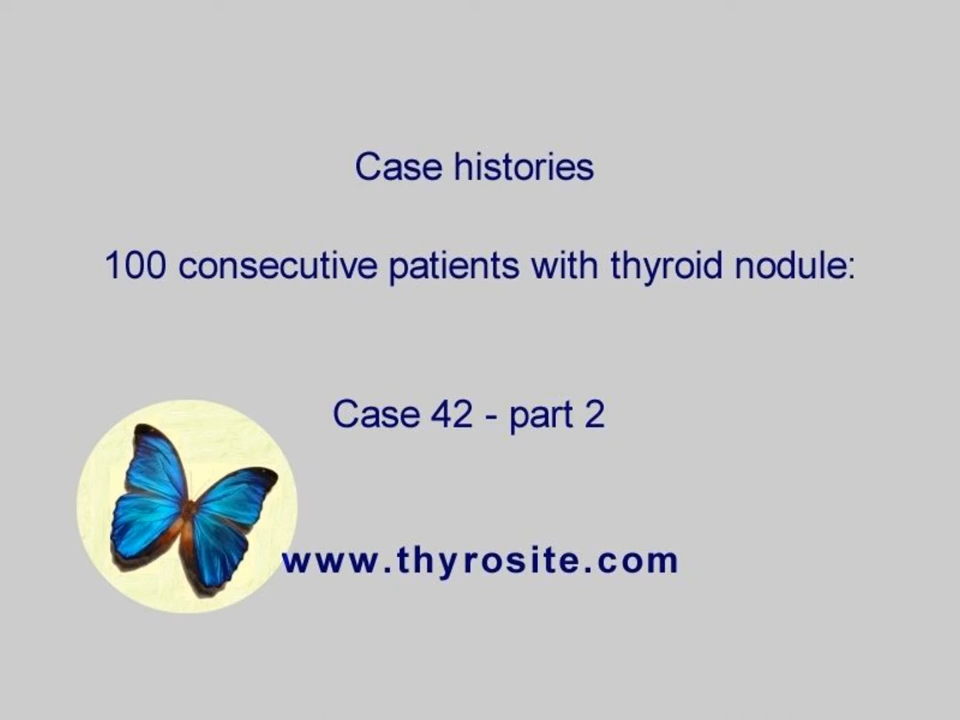 Case histories
100 consecutive patients with thyroid nodule:
Case 42 - part 2
www.thyrosite.com